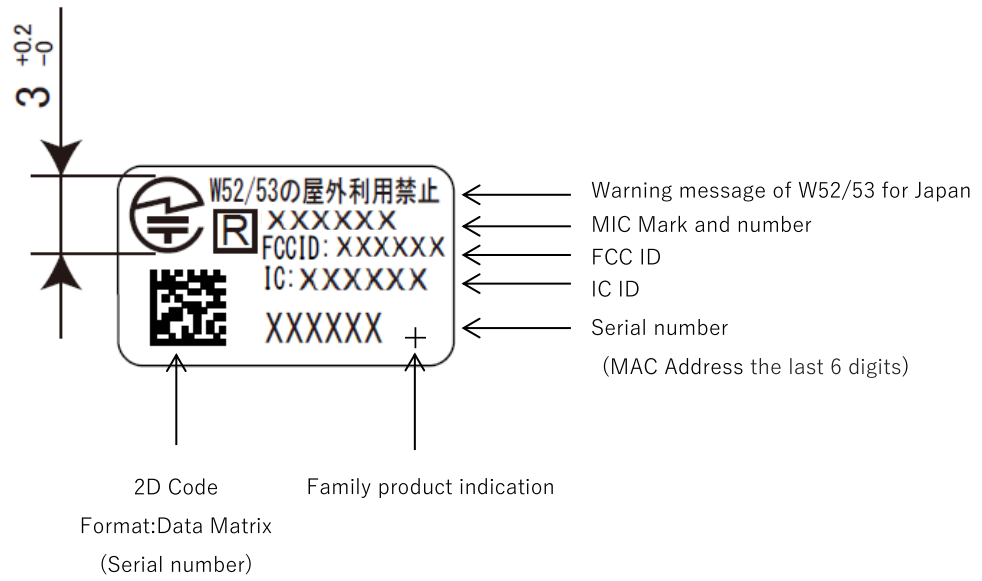 3 +0.2 −0
W52/53の屋外利用禁止
R XXXXXX
FCCID: XXXXXX
IC: XXXXXX
XXXXXX +
Warning message of W52/53 for Japan
MIC Mark and number
FCC ID
IC ID
Serial number
(MAC Address the last 6 digits)
2D Code
Format:Data Matrix
(Serial number)
Family product indication